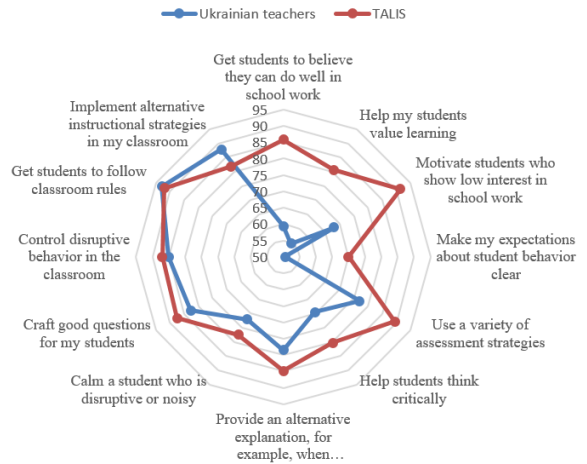 Ukrainian teachers
TALIS
Get students to believe
they can do well in
school work
Help my students
value learning
Motivate students who
show low interest in
school work
Make my expectations
about student behavior
clear
Use a variety of
assessment strategies
Help students think
critically
Provide an alternative
explanation, for
example, when…
Calm a student who is
disruptive or noisy
Craft good questions
for my students
Control disruptive
behavior in the
classroom
Get students to follow
classroom rules
Implement alternative
instructional strategies
in my classroom
95
90
85
80
75
70
65
60
55
50